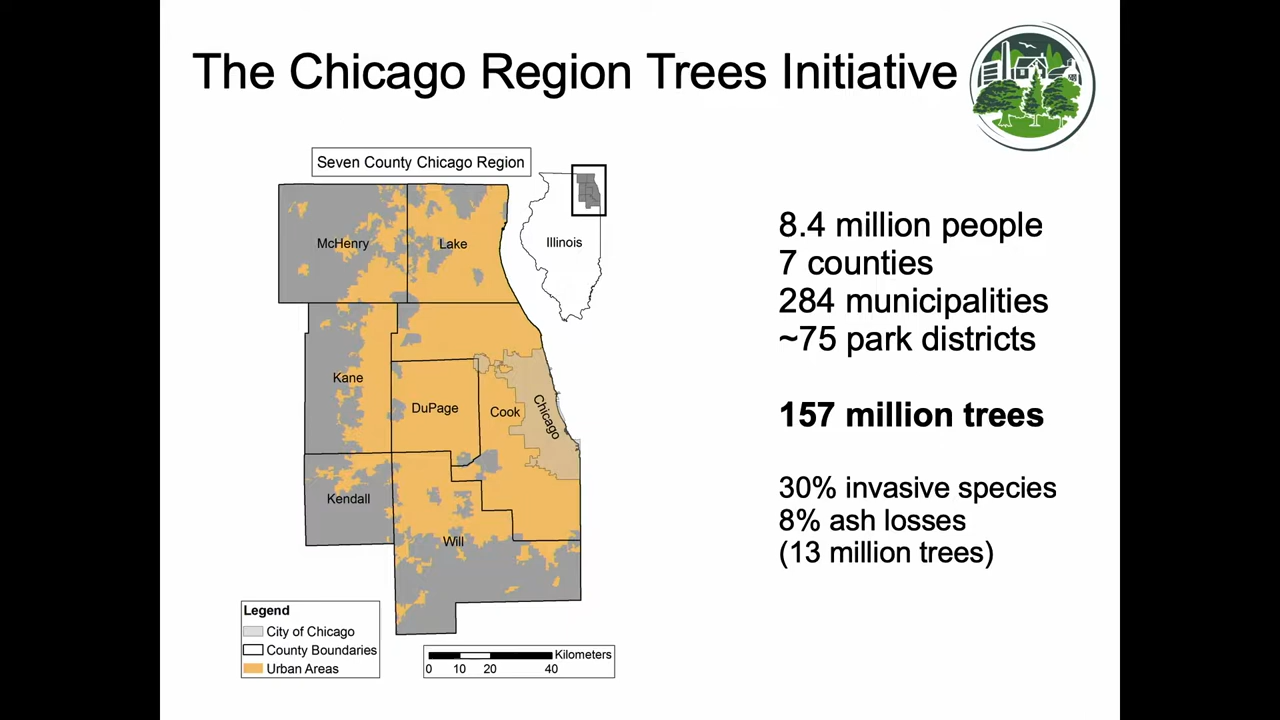 The Chicago Region Trees Initiative
Seven County Chicago Region
McHenry
Lake
Illinois
Kane
DuPage
Cook
Chicago
Kendall
Will
Legend
City of Chicago
County Boundaries
Urban Areas
Kilometers
0 10 20 40
8.4 million people
7 counties
284 municipalities
~75 park districts
157 million trees
30% invasive species
8% ash losses
(13 million trees)